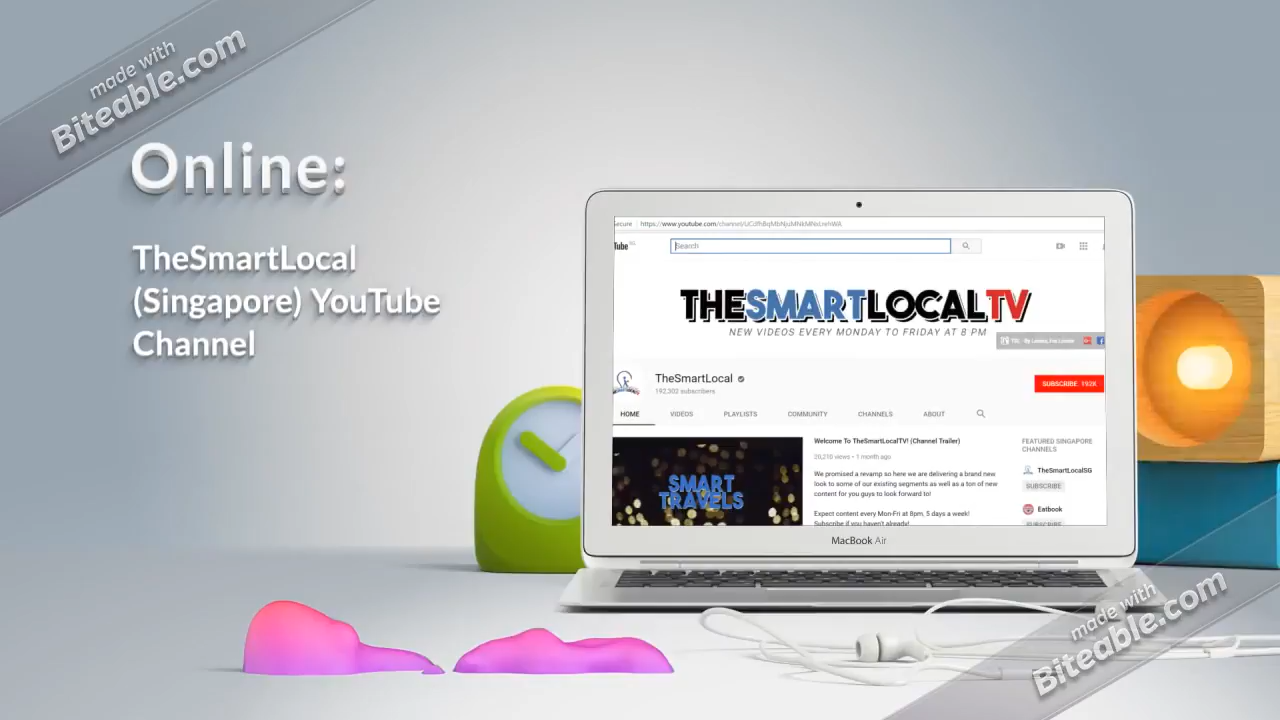 made with
Biteable.com
Online:
TheSmartLocal
(Singapore) YouTube
Channel
Secure https://www.youtube.com/channel/
Tube SG
Search
THESMARTLOCALTV
NEW VIDEOS EVERY MONDAY TO FRIDAY AT 8 PM
TheSmartLocal
192,302 subscribers
SUBSCRIBE 192K
HOME VIDEOS PLAYLISTS COMMUNITY CHANNELS ABOUT
SMART
TRAVELS
Welcome To TheSmartLocalTV! (Channel Trailer)
20,210 views • 1 month ago
We promised a revamp so here we are delivering a brand new
look to some of our existing segments as well as a ton of new
content for you guys to look forward to!
Expect content every Mon-Fri at 8pm, 5 days a week!
Subscribe if you haven't already!
FEATURED SINGAPORE
CHANNELS
TheSmartLocalSG
SUBSCRIBE
Eatbook
SUBSCRIBE
MacBook Air
made with
Biteable.com